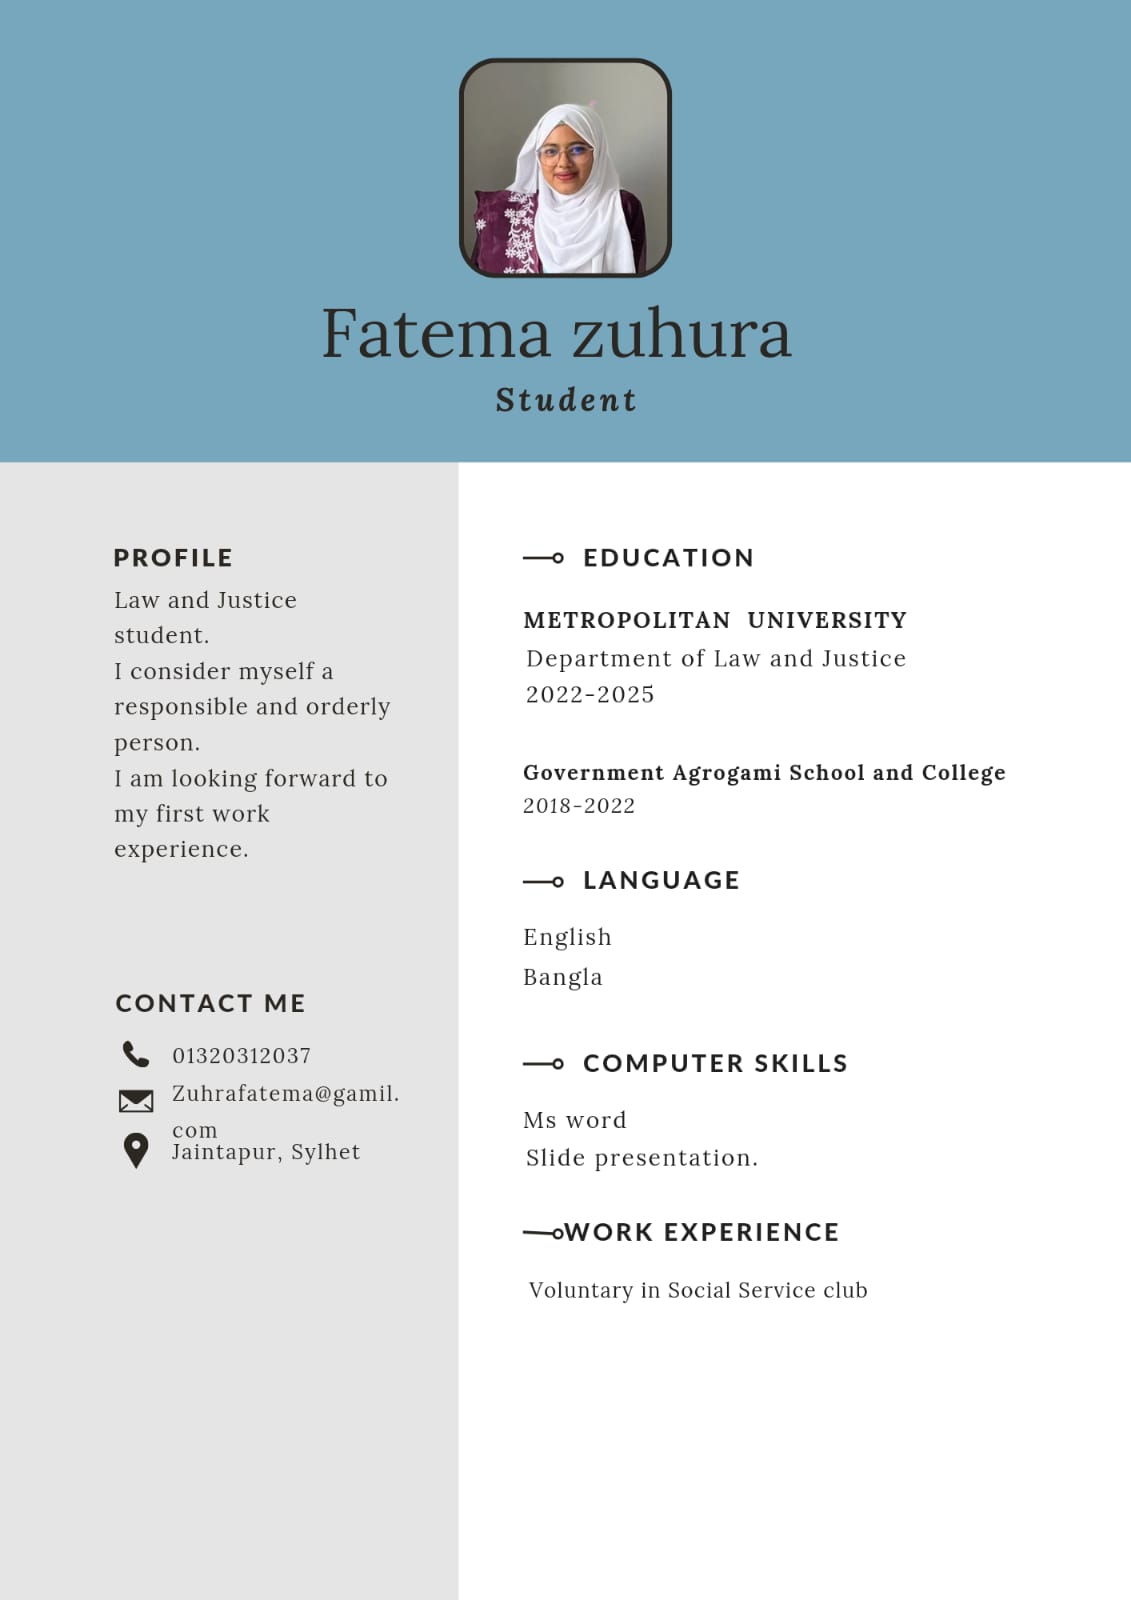 Fatema zuhura
Student
PROFILE
Law and Justice
student.
I consider myself a
responsible and orderly
person.
I am looking forward to
my first work
experience.
CONTACT ME
01320312037
Zuhrafatema@gamil.
com
Jaintapur, Sylhet
EDUCATION
METROPOLITAN UNIVERSITY
Department of Law and Justice
2022-2025
Government Agrogami School and College
2018-2022
LANGUAGE
English
Bangla
COMPUTER SKILLS
Ms word
Slide presentation.
WORK EXPERIENCE
Voluntary in Social Service club